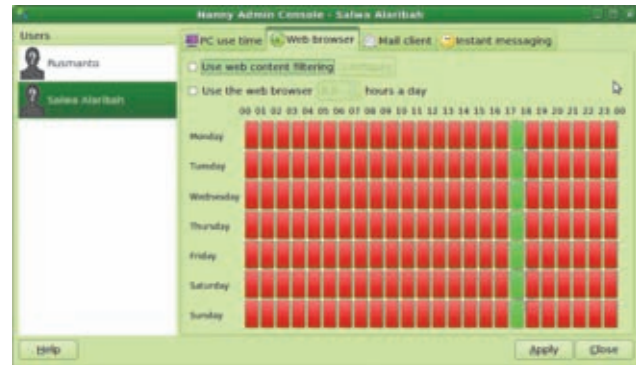 Nanny Admin Console - Salwa Alaribah
Users
Rusmanto
Salwa Alaribah
PC use time
Web browser
Mail client
Instant messaging
Use web content filtering
Use the web browser hours a day
00 01 02 03 04 05 06 07 08 09 10 11 12 13 14 15 16 17 18 19 20 21 22 23 00
Monday
Tuesday
Wednesday
Thursday
Friday
Saturday
Sunday
Help
Apply
Close